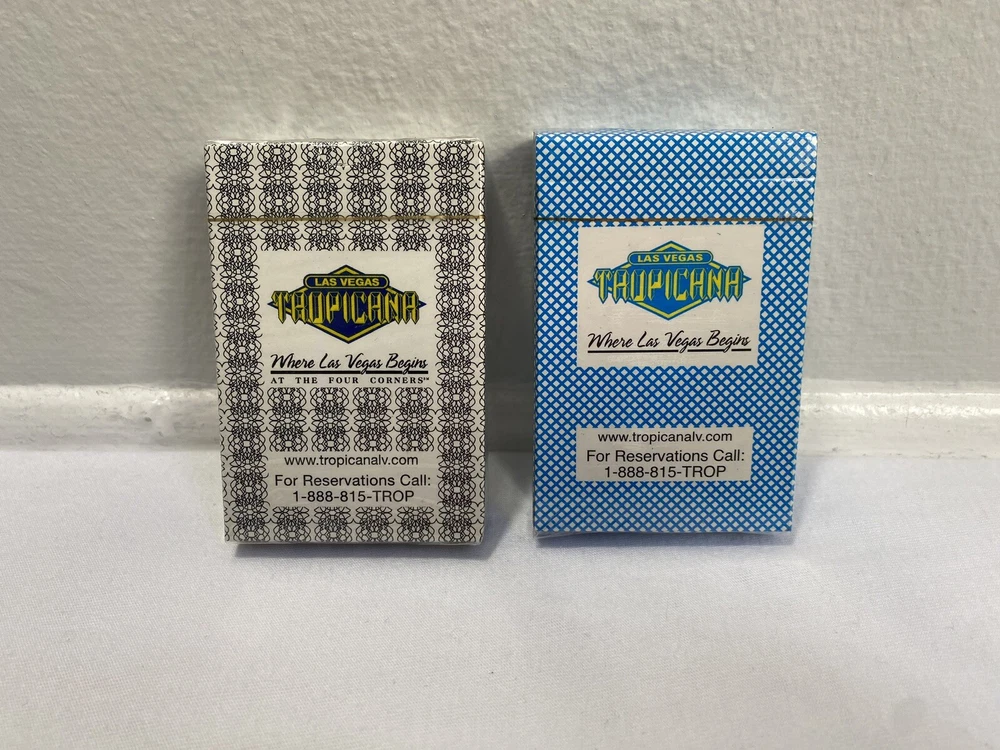 LAS VEGAS
TROPICANA
Where Las Vegas Begins
AT THE FOUR CORNERS℠
www.tropicanalv.com
For Reservations Call:
1-888-815-TROP
LAS VEGAS
TROPICANA
Where Las Vegas Begins
www.tropicanalv.com
For Reservations Call:
1-888-815-TROP